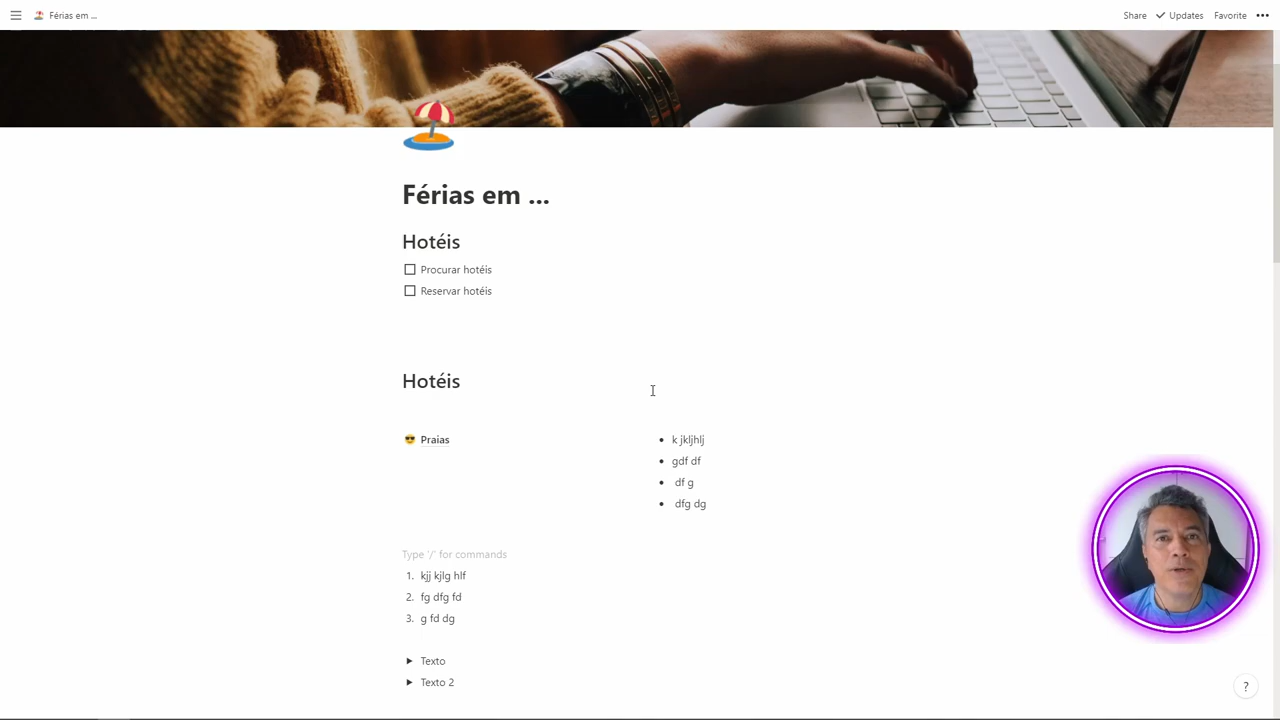 Férias em ...
Share
Updates
Favorite
Férias em ...
Hotéis
Procurar hotéis
Reservar hotéis
Hotéis
Praias
k jkljhlj
gdf df
df g
dfg dg
Type '/' for commands
1. kjj kjlg hlf
2. fg dfg fd
3. g fd dg
Texto
Texto 2
?